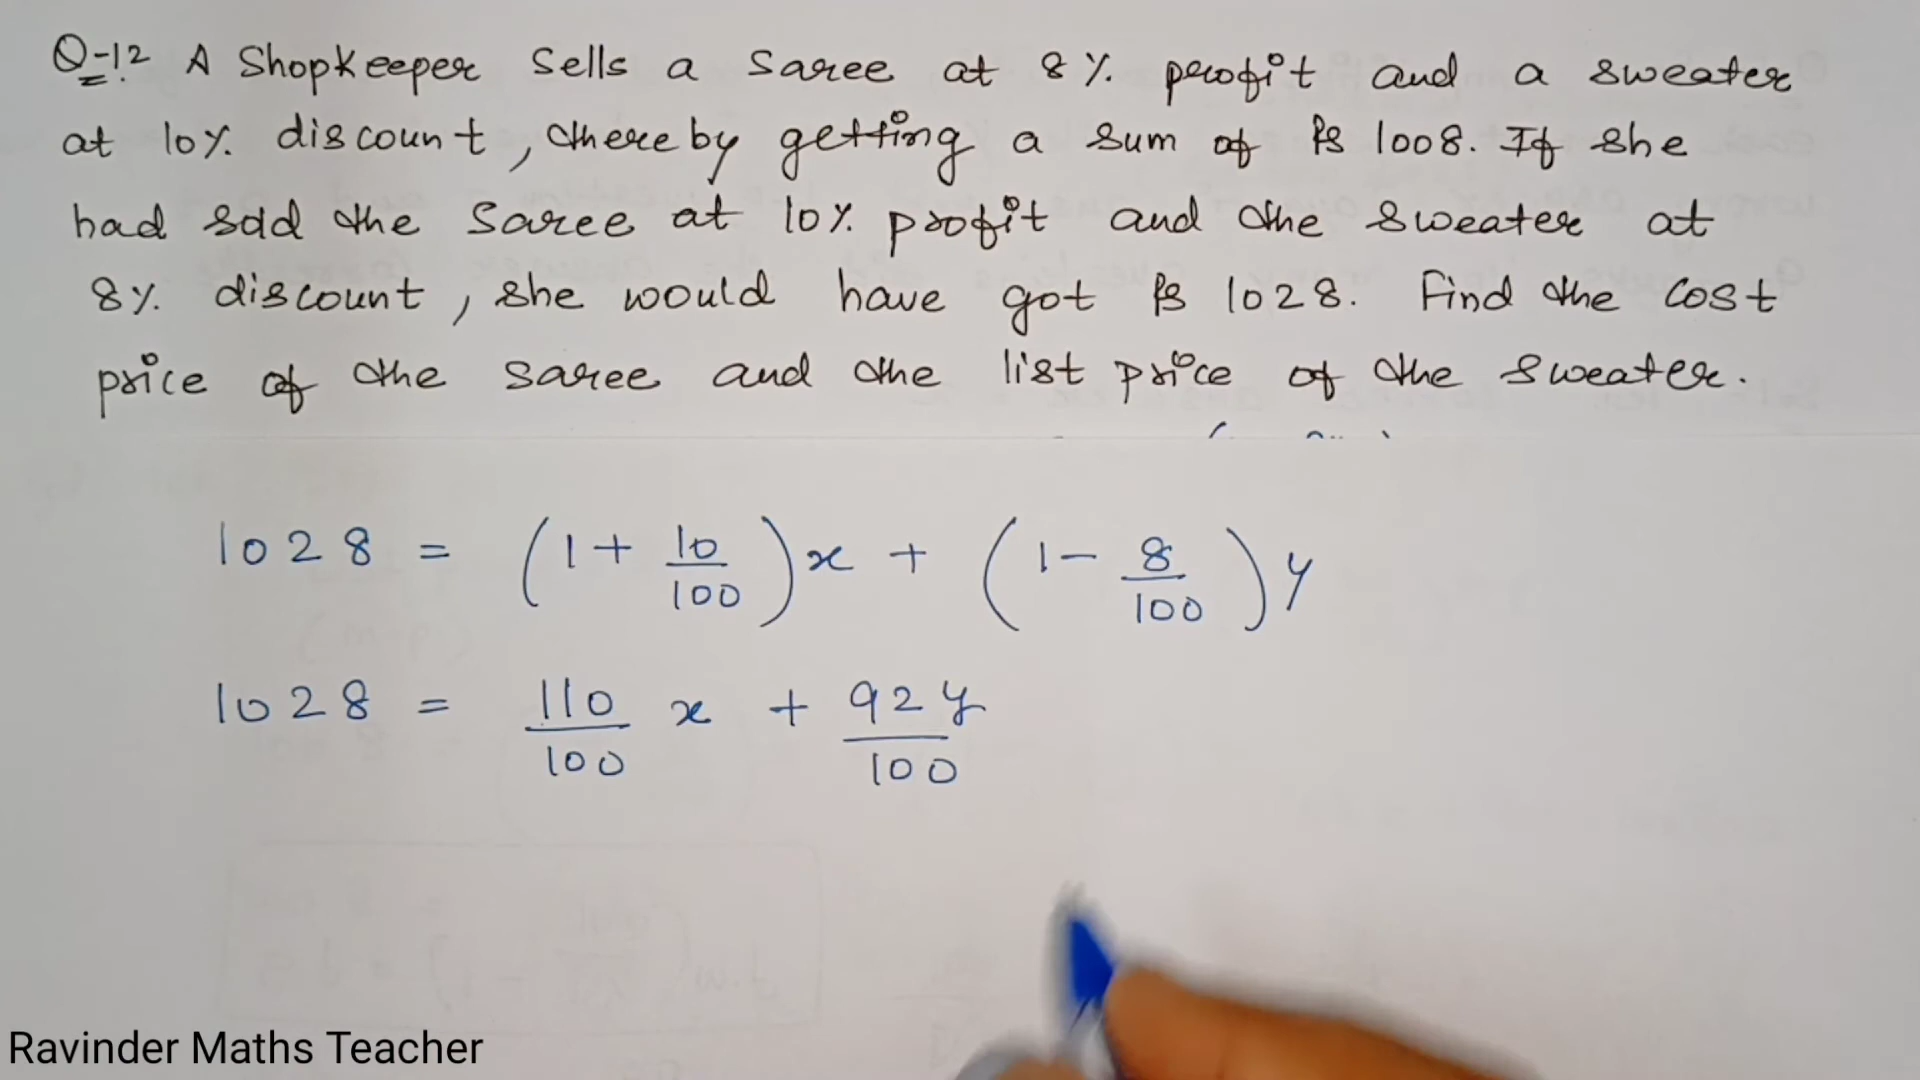 Q-12 A Shopkeeper sells a saree at 8% profit and a sweater
at 10% discount, thereby getting a sum of Rs 1008. If she
had sold the saree at 10% profit and the sweater at
8% discount, she would have got Rs 1028. Find the cost
price of the saree and the list price of the sweater.
1028 = (1 + 10/100)x + (1 - 8/100)y
1028 = 110/100 x + 92y/100
Ravinder Maths Teacher